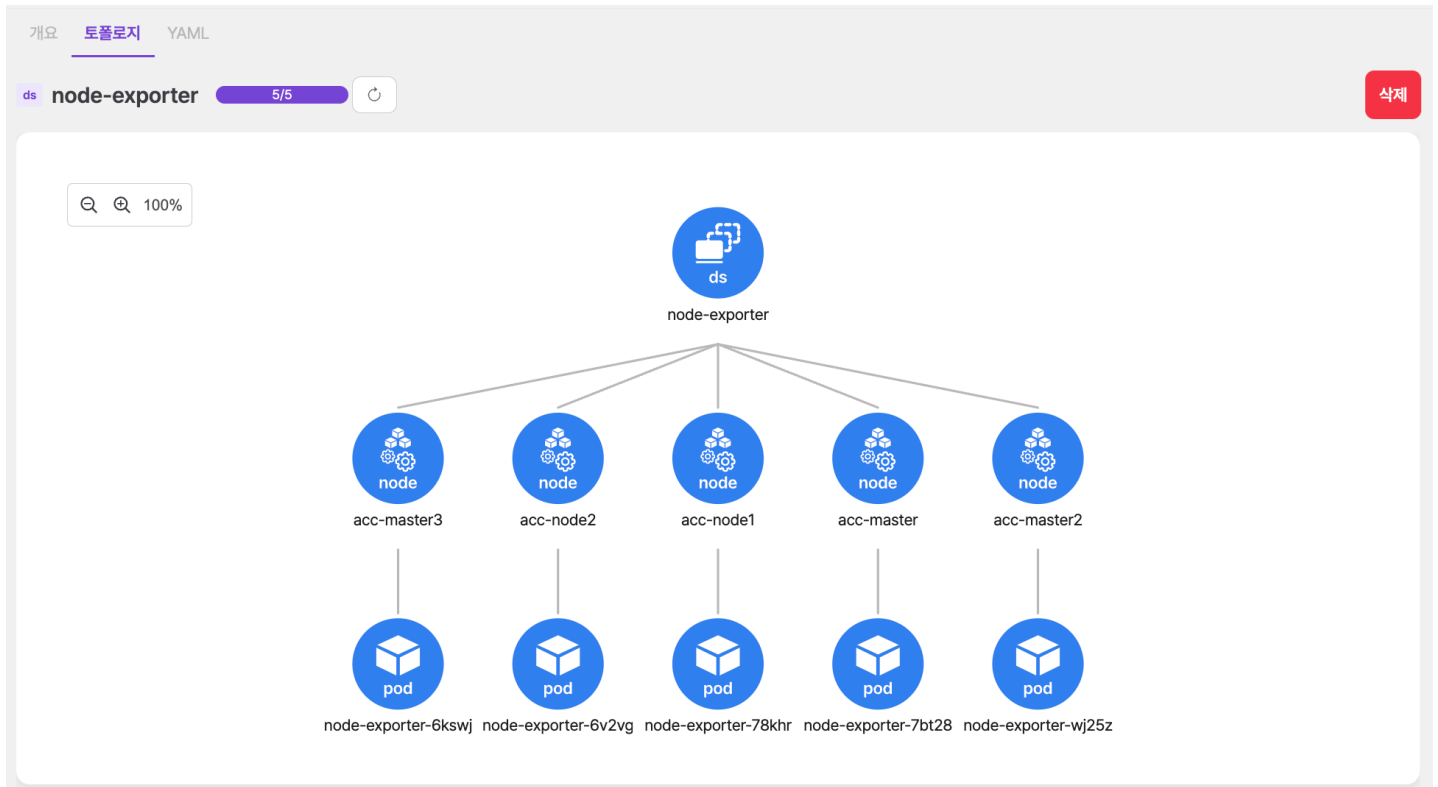 개요 토폴로지 YAML
ds node-exporter 5/5
삭제
100%
ds
node-exporter
node node node node node
acc-master3 acc-node2 acc-node1 acc-master acc-master2
pod pod pod pod pod
node-exporter-6kswj node-exporter-6v2vg node-exporter-78khr node-exporter-7bt28 node-exporter-wj25z